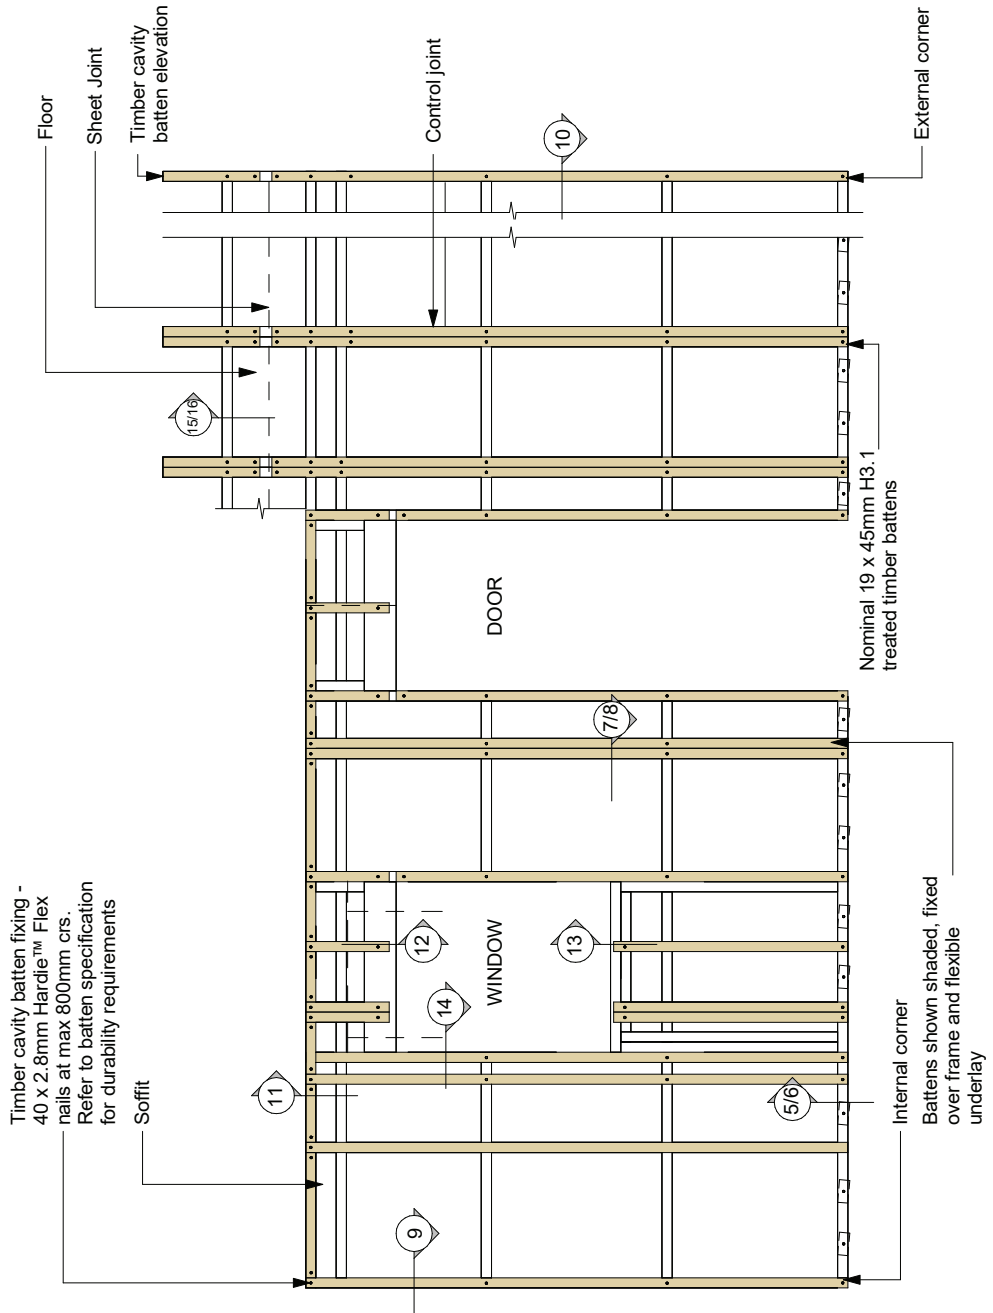 Timber cavity batten fixing -
40 x 2.8mm Hardie™ Flex
nails at max 800mm crs.
Refer to batten specification
for durability requirements
Soffit
Floor
Sheet Joint
Timber cavity
batten elevation
Control joint
15/16
10
11
12
14
13
9
7/8
5/6
WINDOW
DOOR
Internal corner
Battens shown shaded, fixed
over frame and flexible
underlay
Nominal 19 x 45mm H3.1
treated timber battens
External corner